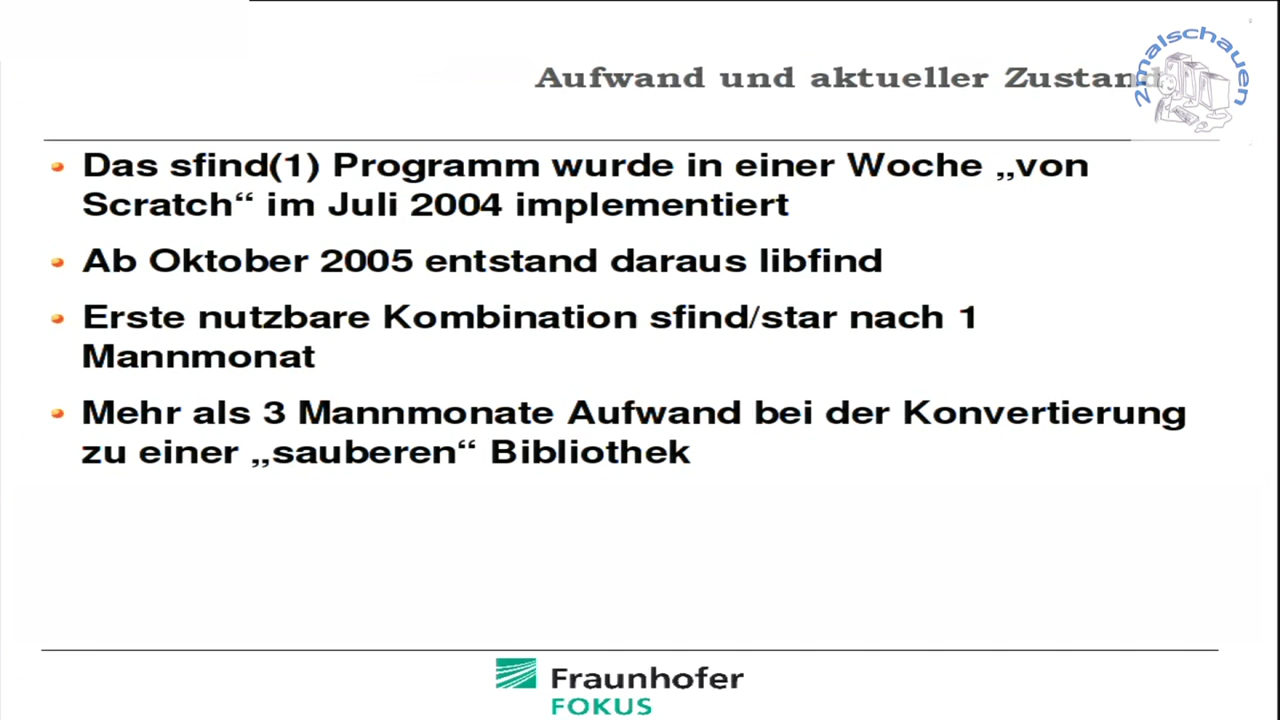 Aufwand und aktueller Zustand
2malschauen
Das sfind(1) Programm wurde in einer Woche „von
Scratch“ im Juli 2004 implementiert
Ab Oktober 2005 entstand daraus libfind
Erste nutzbare Kombination sfind/star nach 1
Mannmonat
Mehr als 3 Mannmonate Aufwand bei der Konvertierung
zu einer „sauberen“ Bibliothek
Fraunhofer
FOKUS